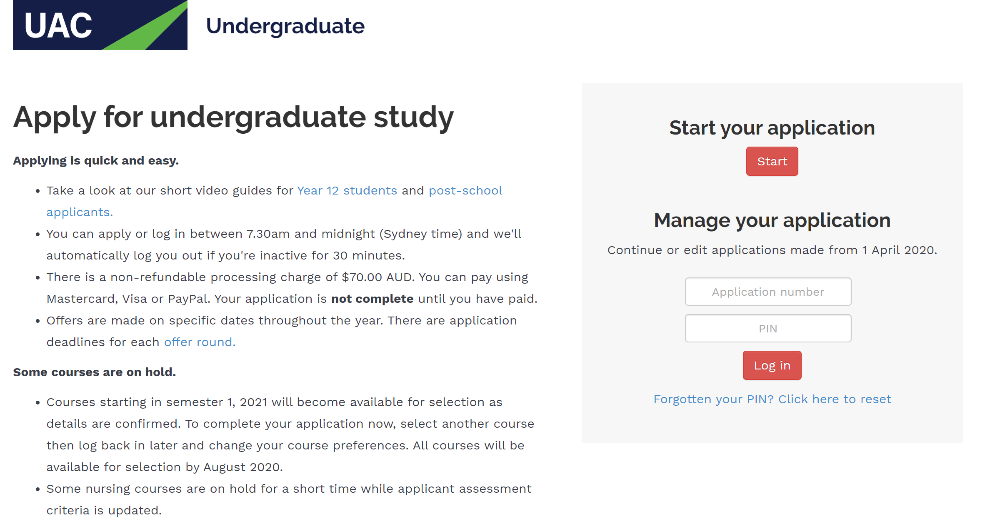 UAC
Undergraduate
Apply for undergraduate study
Applying is quick and easy.
• Take a look at our short video guides for Year 12 students and post-school
applicants.
• You can apply or log in between 7.30am and midnight (Sydney time) and we'll
automatically log you out if you're inactive for 30 minutes.
• There is a non-refundable processing charge of $70.00 AUD. You can pay using
Mastercard, Visa or PayPal. Your application is not complete until you have paid.
• Offers are made on specific dates throughout the year. There are application
deadlines for each offer round.
Some courses are on hold.
• Courses starting in semester 1, 2021 will become available for selection as
details are confirmed. To complete your application now, select another course
then log back in later and change your course preferences. All courses will be
available for selection by August 2020.
• Some nursing courses are on hold for a short time while applicant assessment
criteria is updated.
Start your application
Start
Manage your application
Continue or edit applications made from 1 April 2020.
Application number
PIN
Log in
Forgotten your PIN? Click here to reset